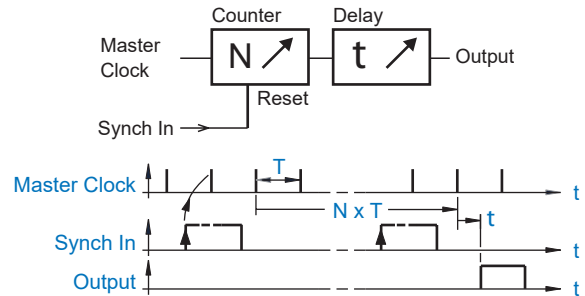 Counter Delay
Master
Clock
N
t
Output
Reset
Synch In
T
Master Clock
t
N x T
t
Synch In
t
Output
t